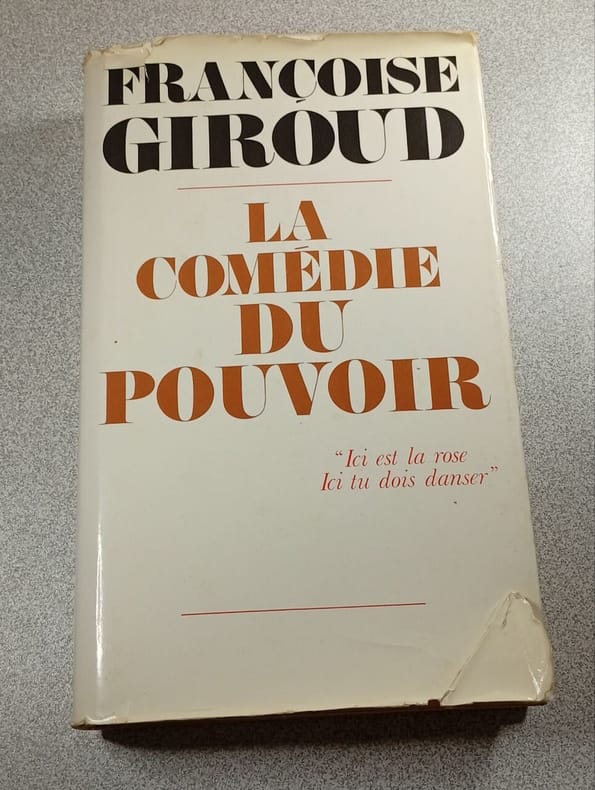 FRANÇOISE
GIROUD
LA
COMÉDIE
DU
POUVOIR
“Ici est la rose
Ici tu dois danser”